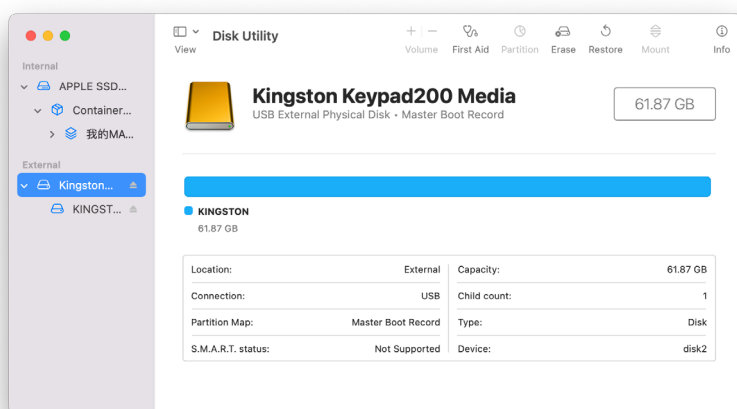 Disk Utility
View
Volume
First Aid
Partition
Erase
Restore
Mount
Info
Internal
APPLE SSD...
Container...
我的MA...
External
Kingston...
KINGST...
Kingston Keypad200 Media
USB External Physical Disk • Master Boot Record
61.87 GB
KINGSTON
61.87 GB
Location: External
Capacity: 61.87 GB
Connection: USB
Child count: 1
Partition Map: Master Boot Record
Type: Disk
S.M.A.R.T. status: Not Supported
Device: disk2